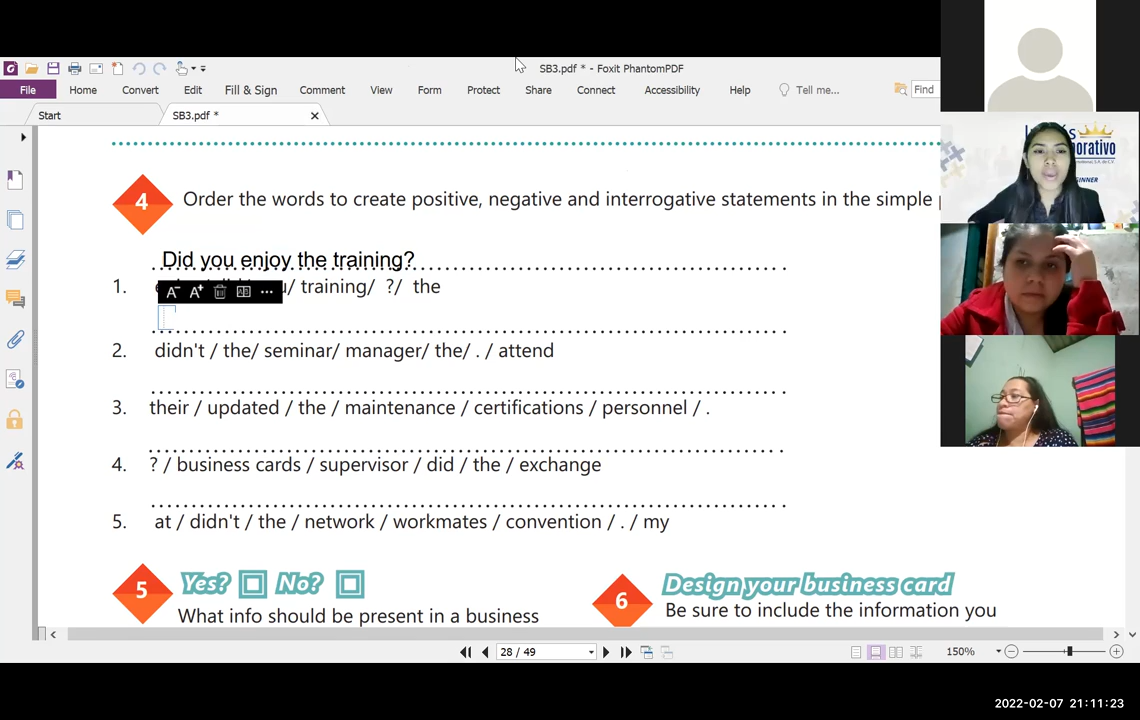 SB3.pdf * - Foxit PhantomPDF
File Home Convert Edit Fill & Sign Comment View Form Protect Share Connect Accessibility Help Tell me... Find
Start SB3.pdf *
4 Order the words to create positive, negative and interrogative statements in the simple
Did you enjoy the training?
1. / training/ ?/ the
2. didn't / the/ seminar/ manager/ the/ . / attend
3. their / updated / the / maintenance / certifications / personnel / .
4. ? / business cards / supervisor / did / the / exchange
5. at / didn't / the / network / workmates / convention / . / my
5 Yes? No?
What info should be present in a business
6 Design your business card
Be sure to include the information you
28 / 49 150%
2022-02-07 21:11:23